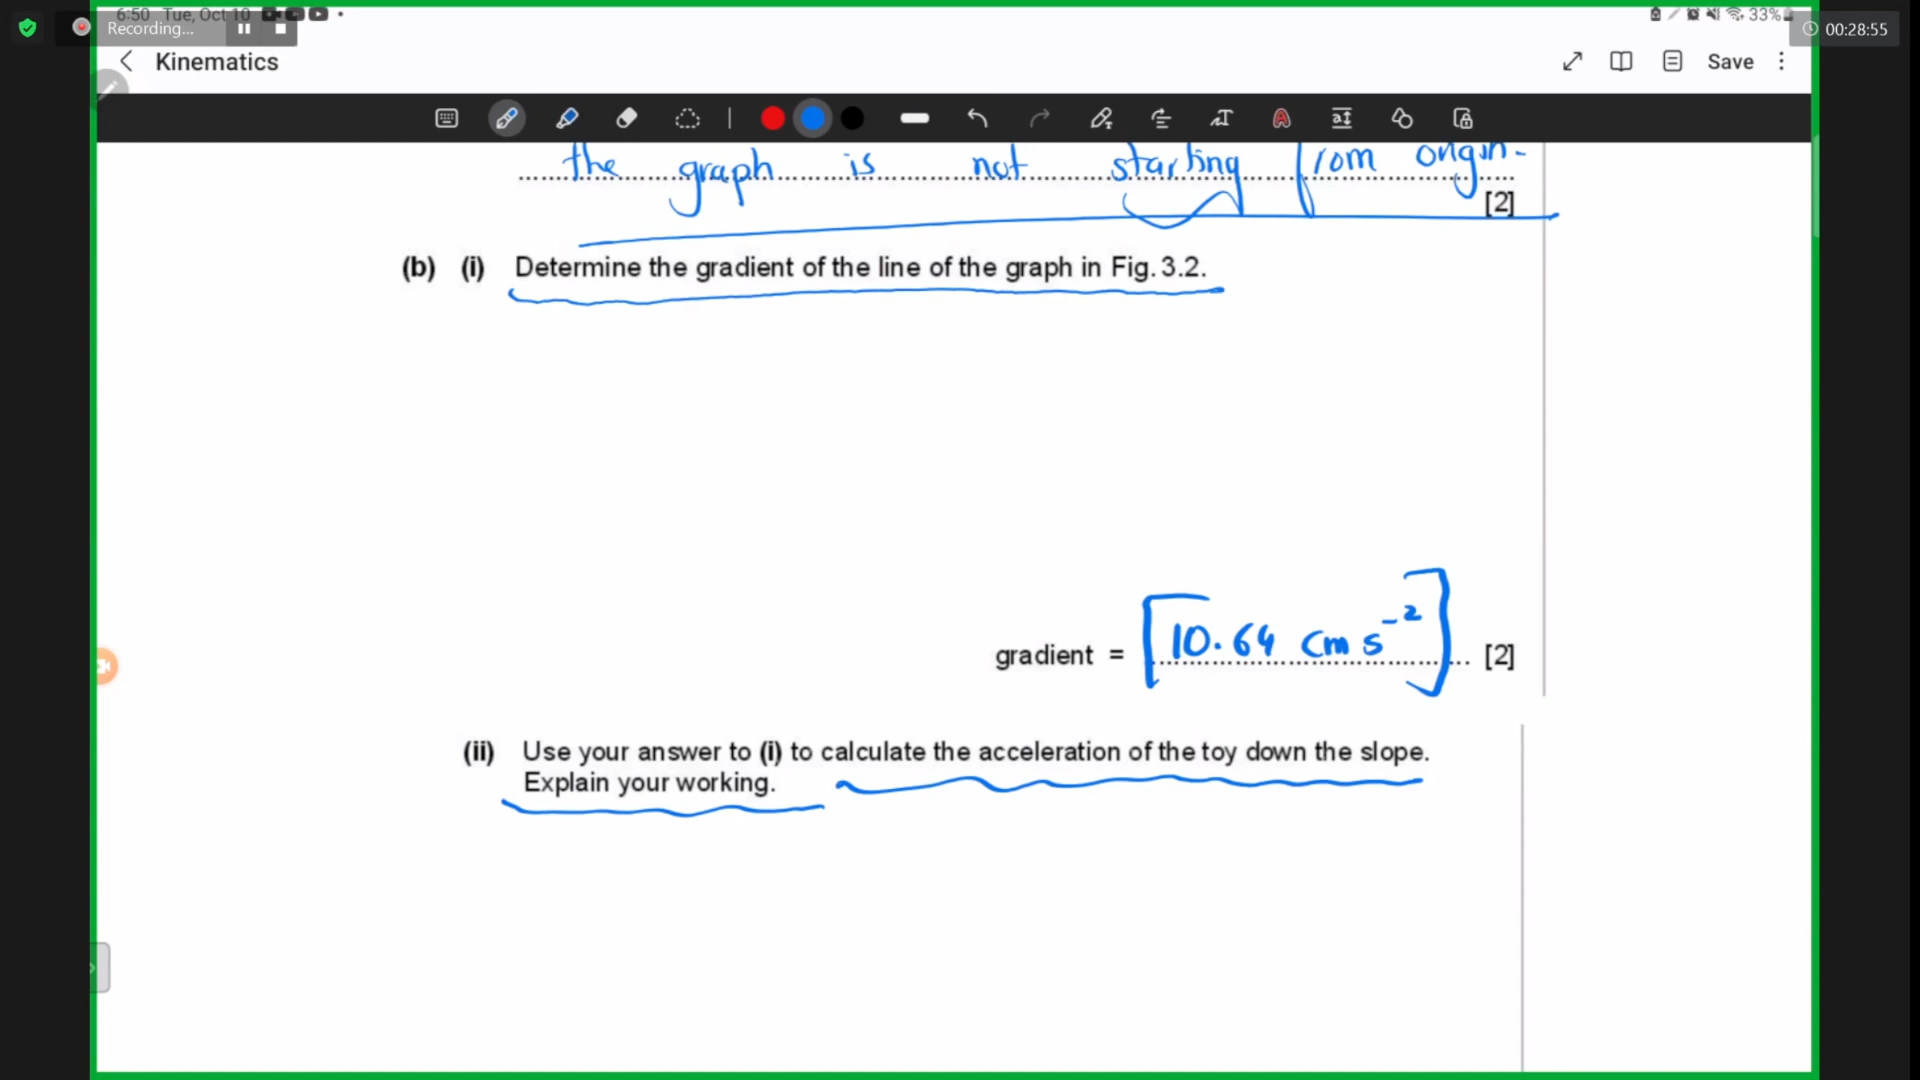 6:50 Tue, Oct 10
33%
Recording...
00:28:55
Kinematics
Save
the graph is not starting from origin.
[2]
(b) (i) Determine the gradient of the line of the graph in Fig. 3.2.
gradient = 10.64 cm s⁻² [2]
(ii) Use your answer to (i) to calculate the acceleration of the toy down the slope.
Explain your working.